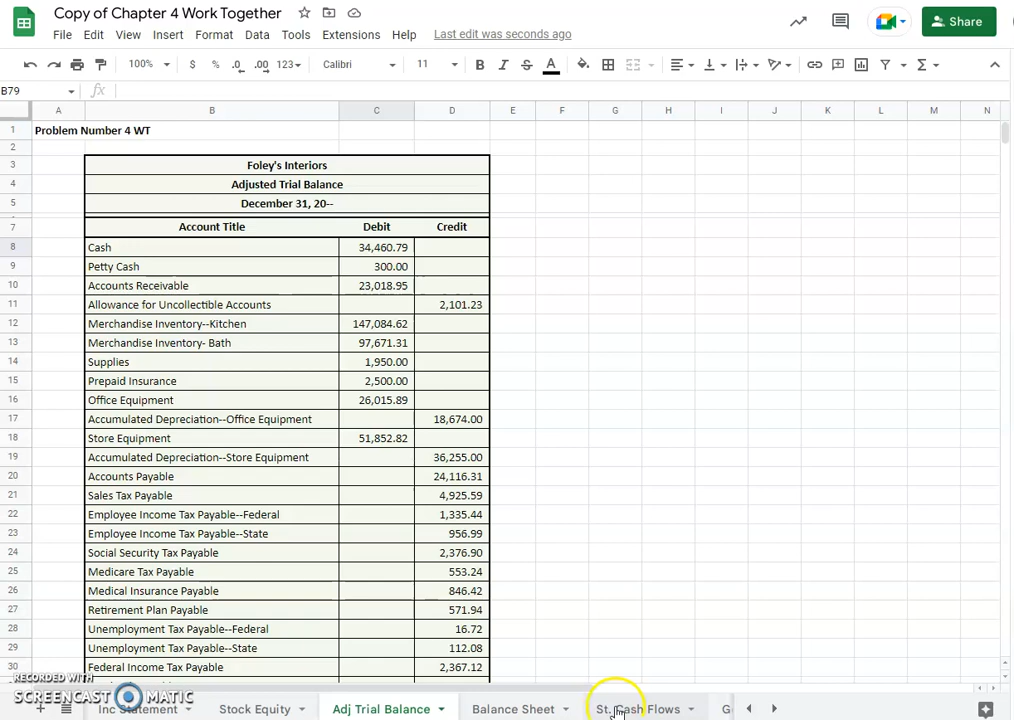 Copy of Chapter 4 Work Together
File Edit View Insert Format Data Tools Extensions Help Last edit was seconds ago
Share
100% $ % .0 .00 123 Calibri 11 B I S A
B79 fx
A B C D E F G H I J K L M N
1 Problem Number 4 WT
2
3 Foley's Interiors
4 Adjusted Trial Balance
5 December 31, 20--
7 Account Title Debit Credit
8 Cash 34,460.79
9 Petty Cash 300.00
10 Accounts Receivable 23,018.95
11 Allowance for Uncollectible Accounts 2,101.23
12 Merchandise Inventory--Kitchen 147,084.62
13 Merchandise Inventory- Bath 97,671.31
14 Supplies 1,950.00
15 Prepaid Insurance 2,500.00
16 Office Equipment 26,015.89
17 Accumulated Depreciation--Office Equipment 18,674.00
18 Store Equipment 51,852.82
19 Accumulated Depreciation--Store Equipment 36,255.00
20 Accounts Payable 24,116.31
21 Sales Tax Payable 4,925.59
22 Employee Income Tax Payable--Federal 1,335.44
23 Employee Income Tax Payable--State 956.99
24 Social Security Tax Payable 2,376.90
25 Medicare Tax Payable 553.24
26 Medical Insurance Payable 846.42
27 Retirement Plan Payable 571.94
28 Unemployment Tax Payable--Federal 16.72
29 Unemployment Tax Payable--State 112.08
30 Federal Income Tax Payable 2,367.12
RECORDED WITH
SCREENCAST MATIC
Inc Statement Stock Equity Adj Trial Balance Balance Sheet St. Cash Flows